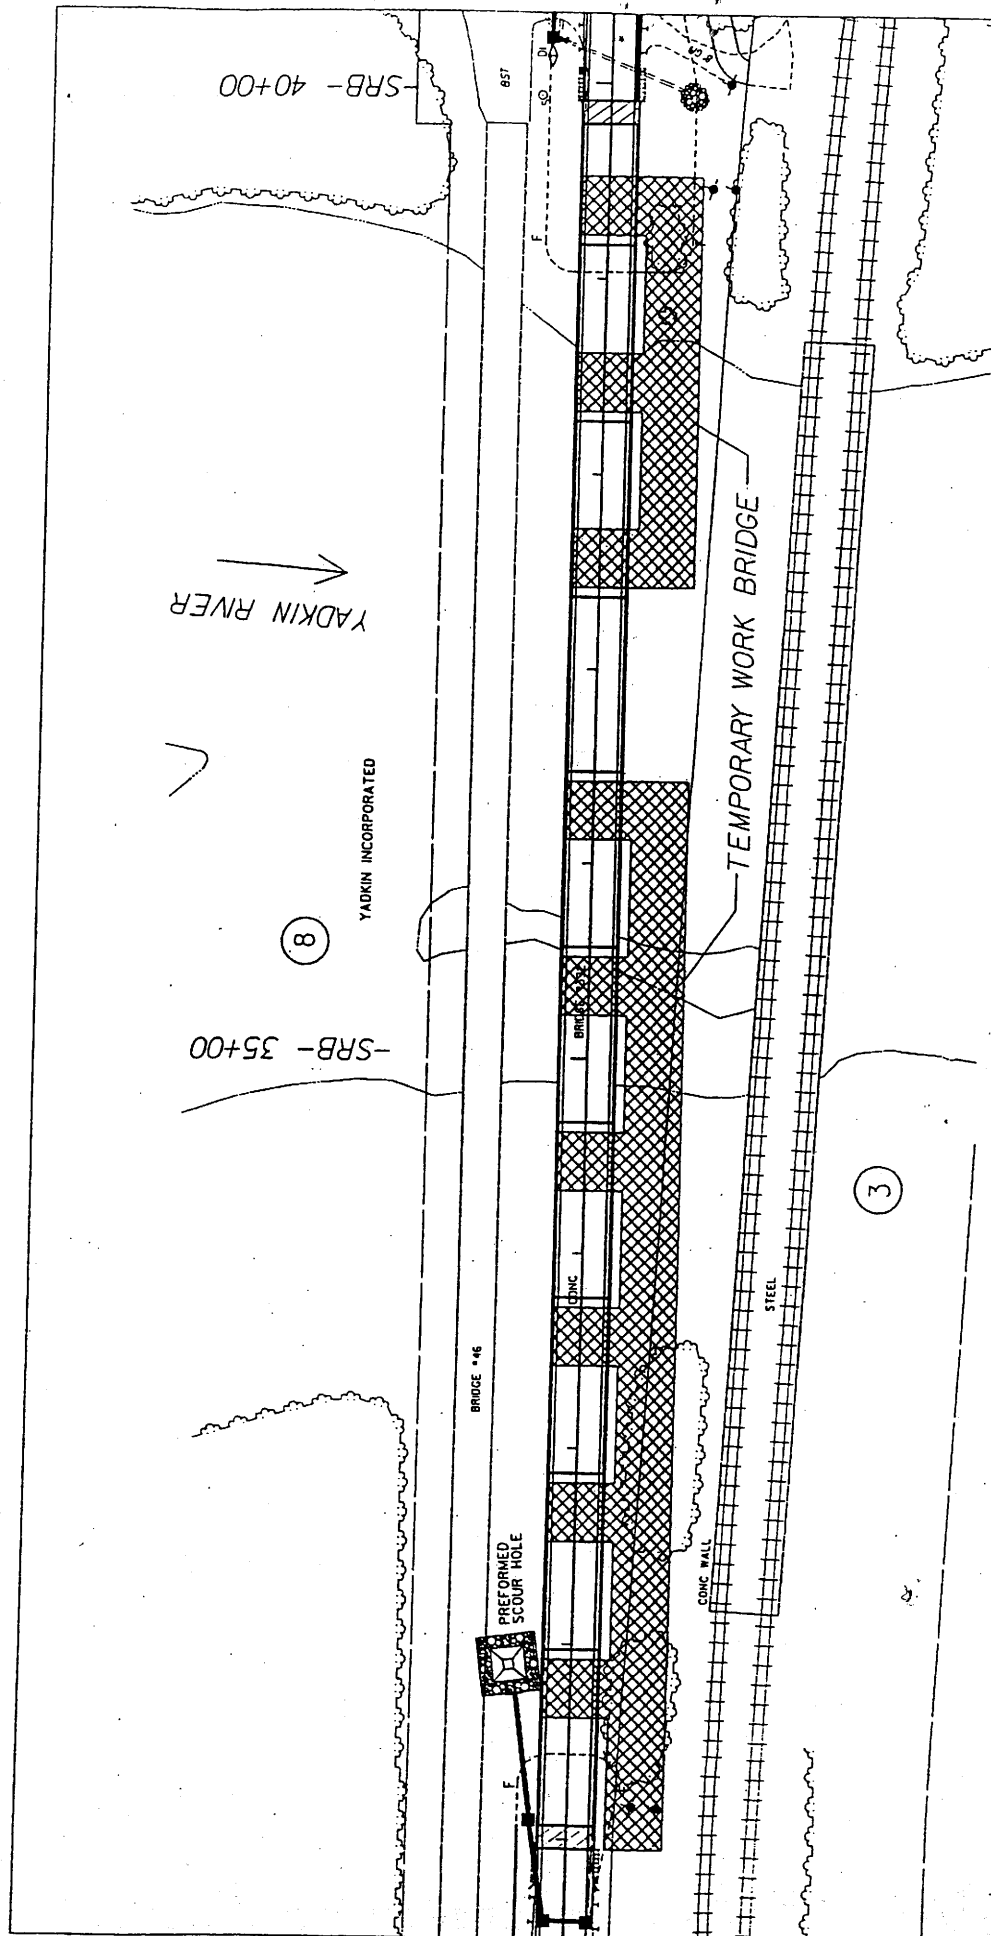 -SRB- 40+00
BST
DI
F
YADKIN RIVER
TEMPORARY WORK BRIDGE
YADKIN INCORPORATED
8
-SRB- 35+00
3
CONC
STEEL
BRIDGE #46
PREFORMED
SCOUR HOLE
CONC WALL
F